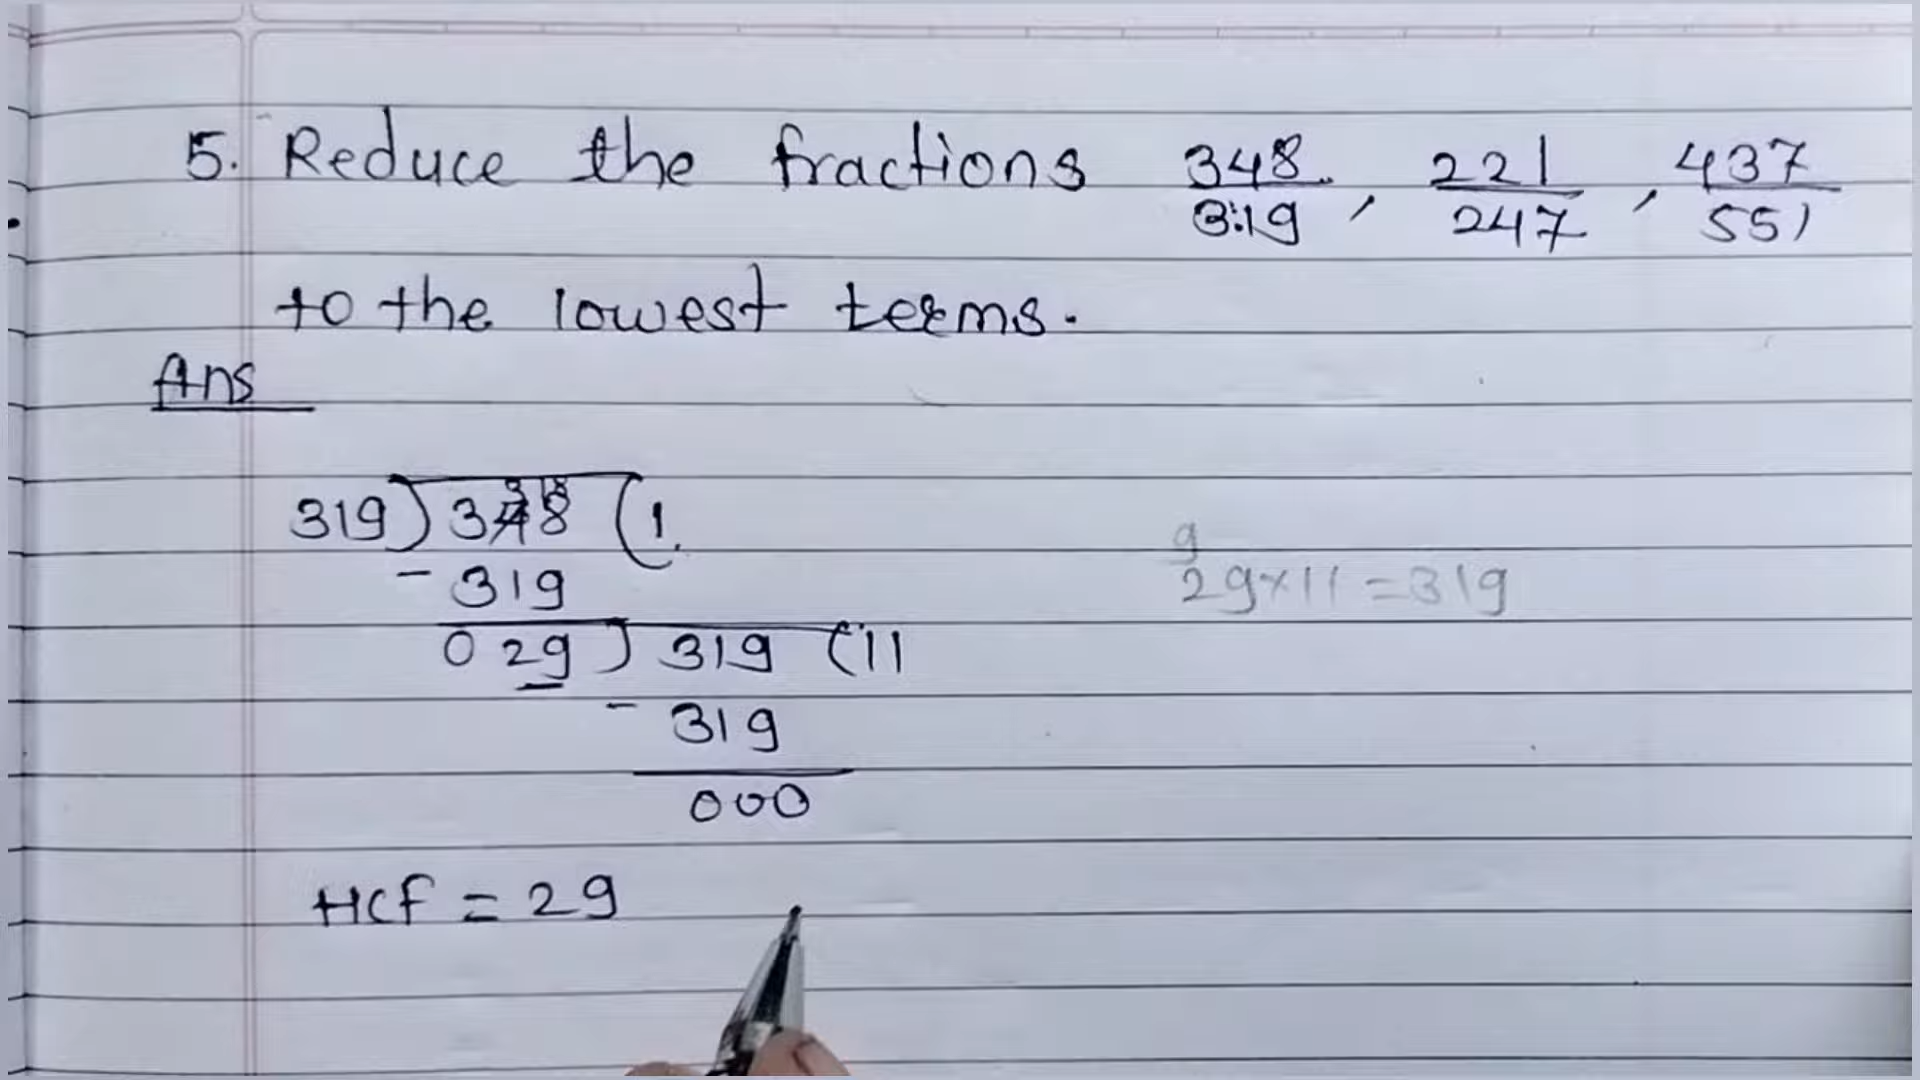 5. Reduce the fractions 348/319, 221/247, 437/551
to the lowest terms.
Ans
319) 348 (1
- 319
029) 319 (11
- 319
000
29×11=319
HCF = 29